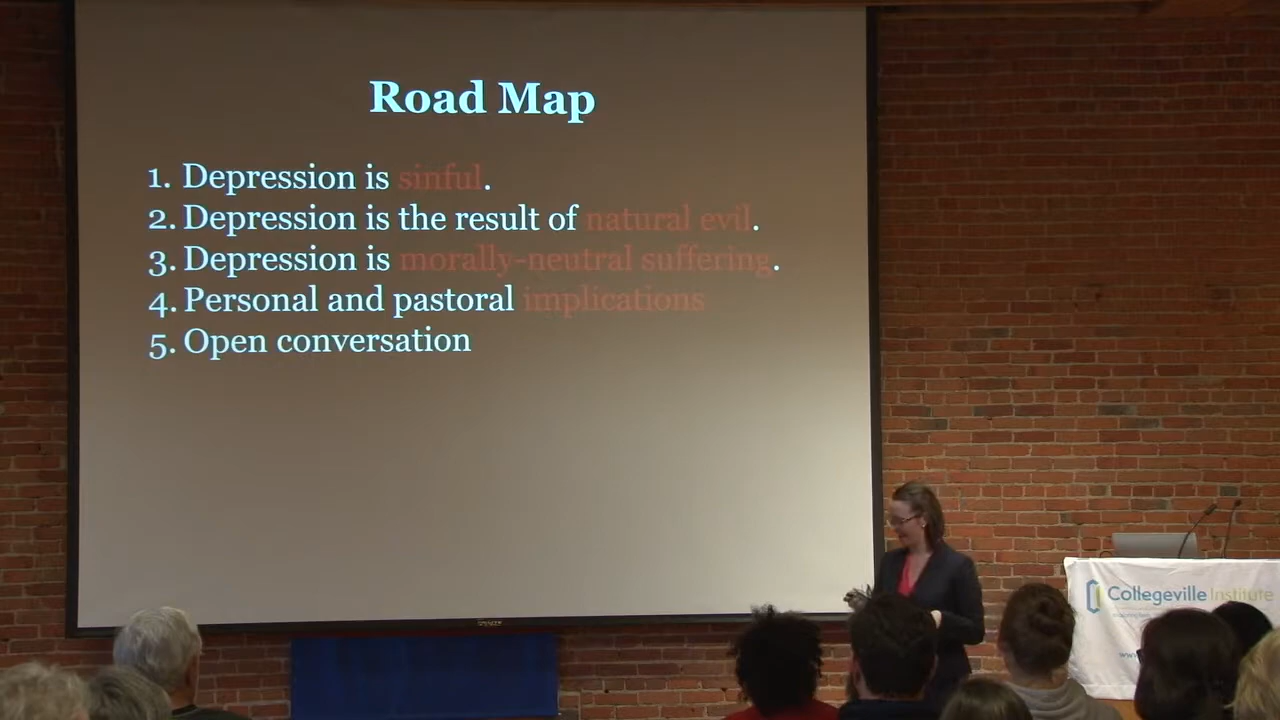 Road Map
1. Depression is sinful.
2. Depression is the result of natural evil.
3. Depression is morally-neutral suffering.
4. Personal and pastoral implications
5. Open conversation
Collegeville Institute